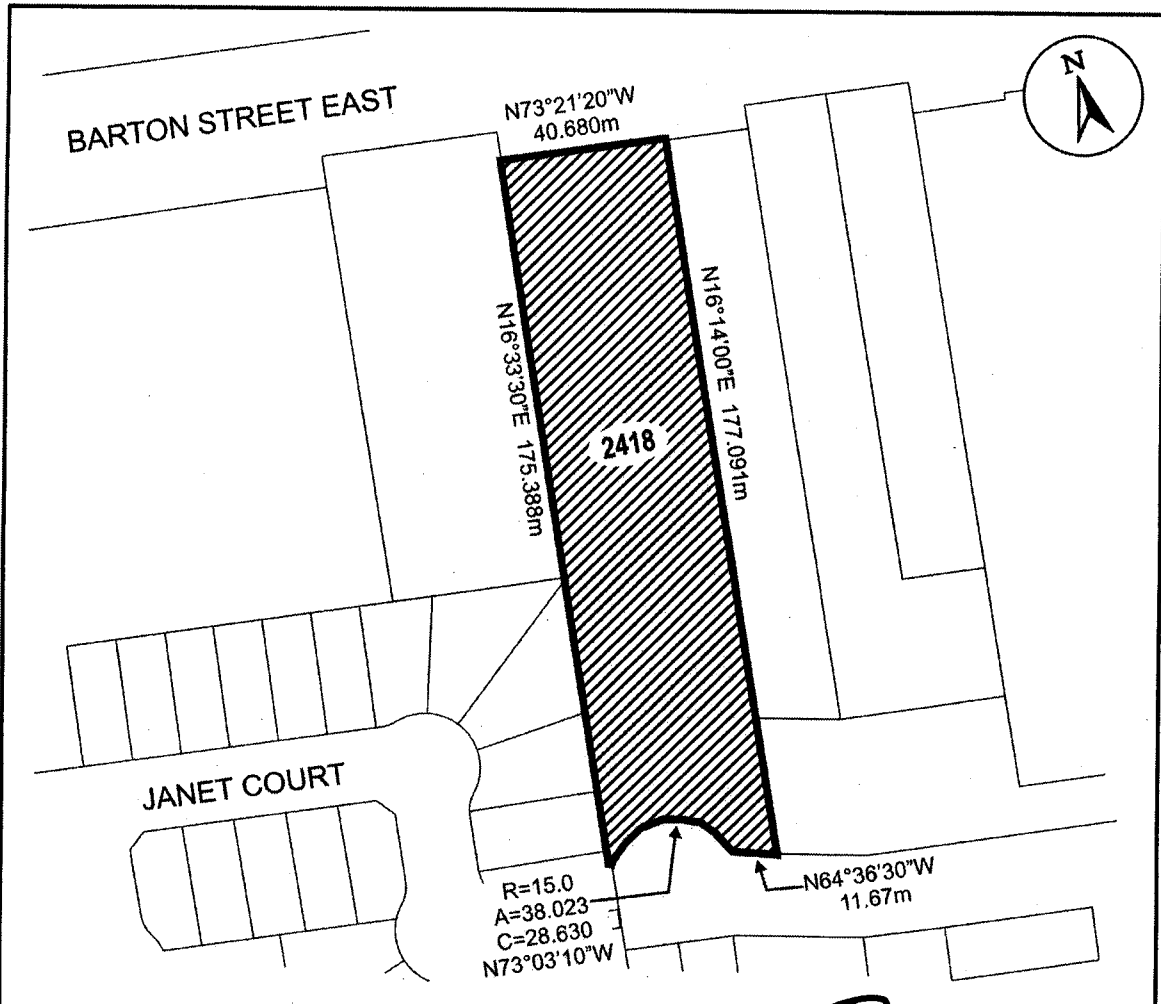 N
BARTON STREET EAST
N73°21'20"W
40.680m
N16°33'30"E 175.388m
N16°14'00"E 177.091m
2418
JANET COURT
R=15.0
A=38.023
C=28.630
N73°03'10"W
N64°36'30"W
11.67m